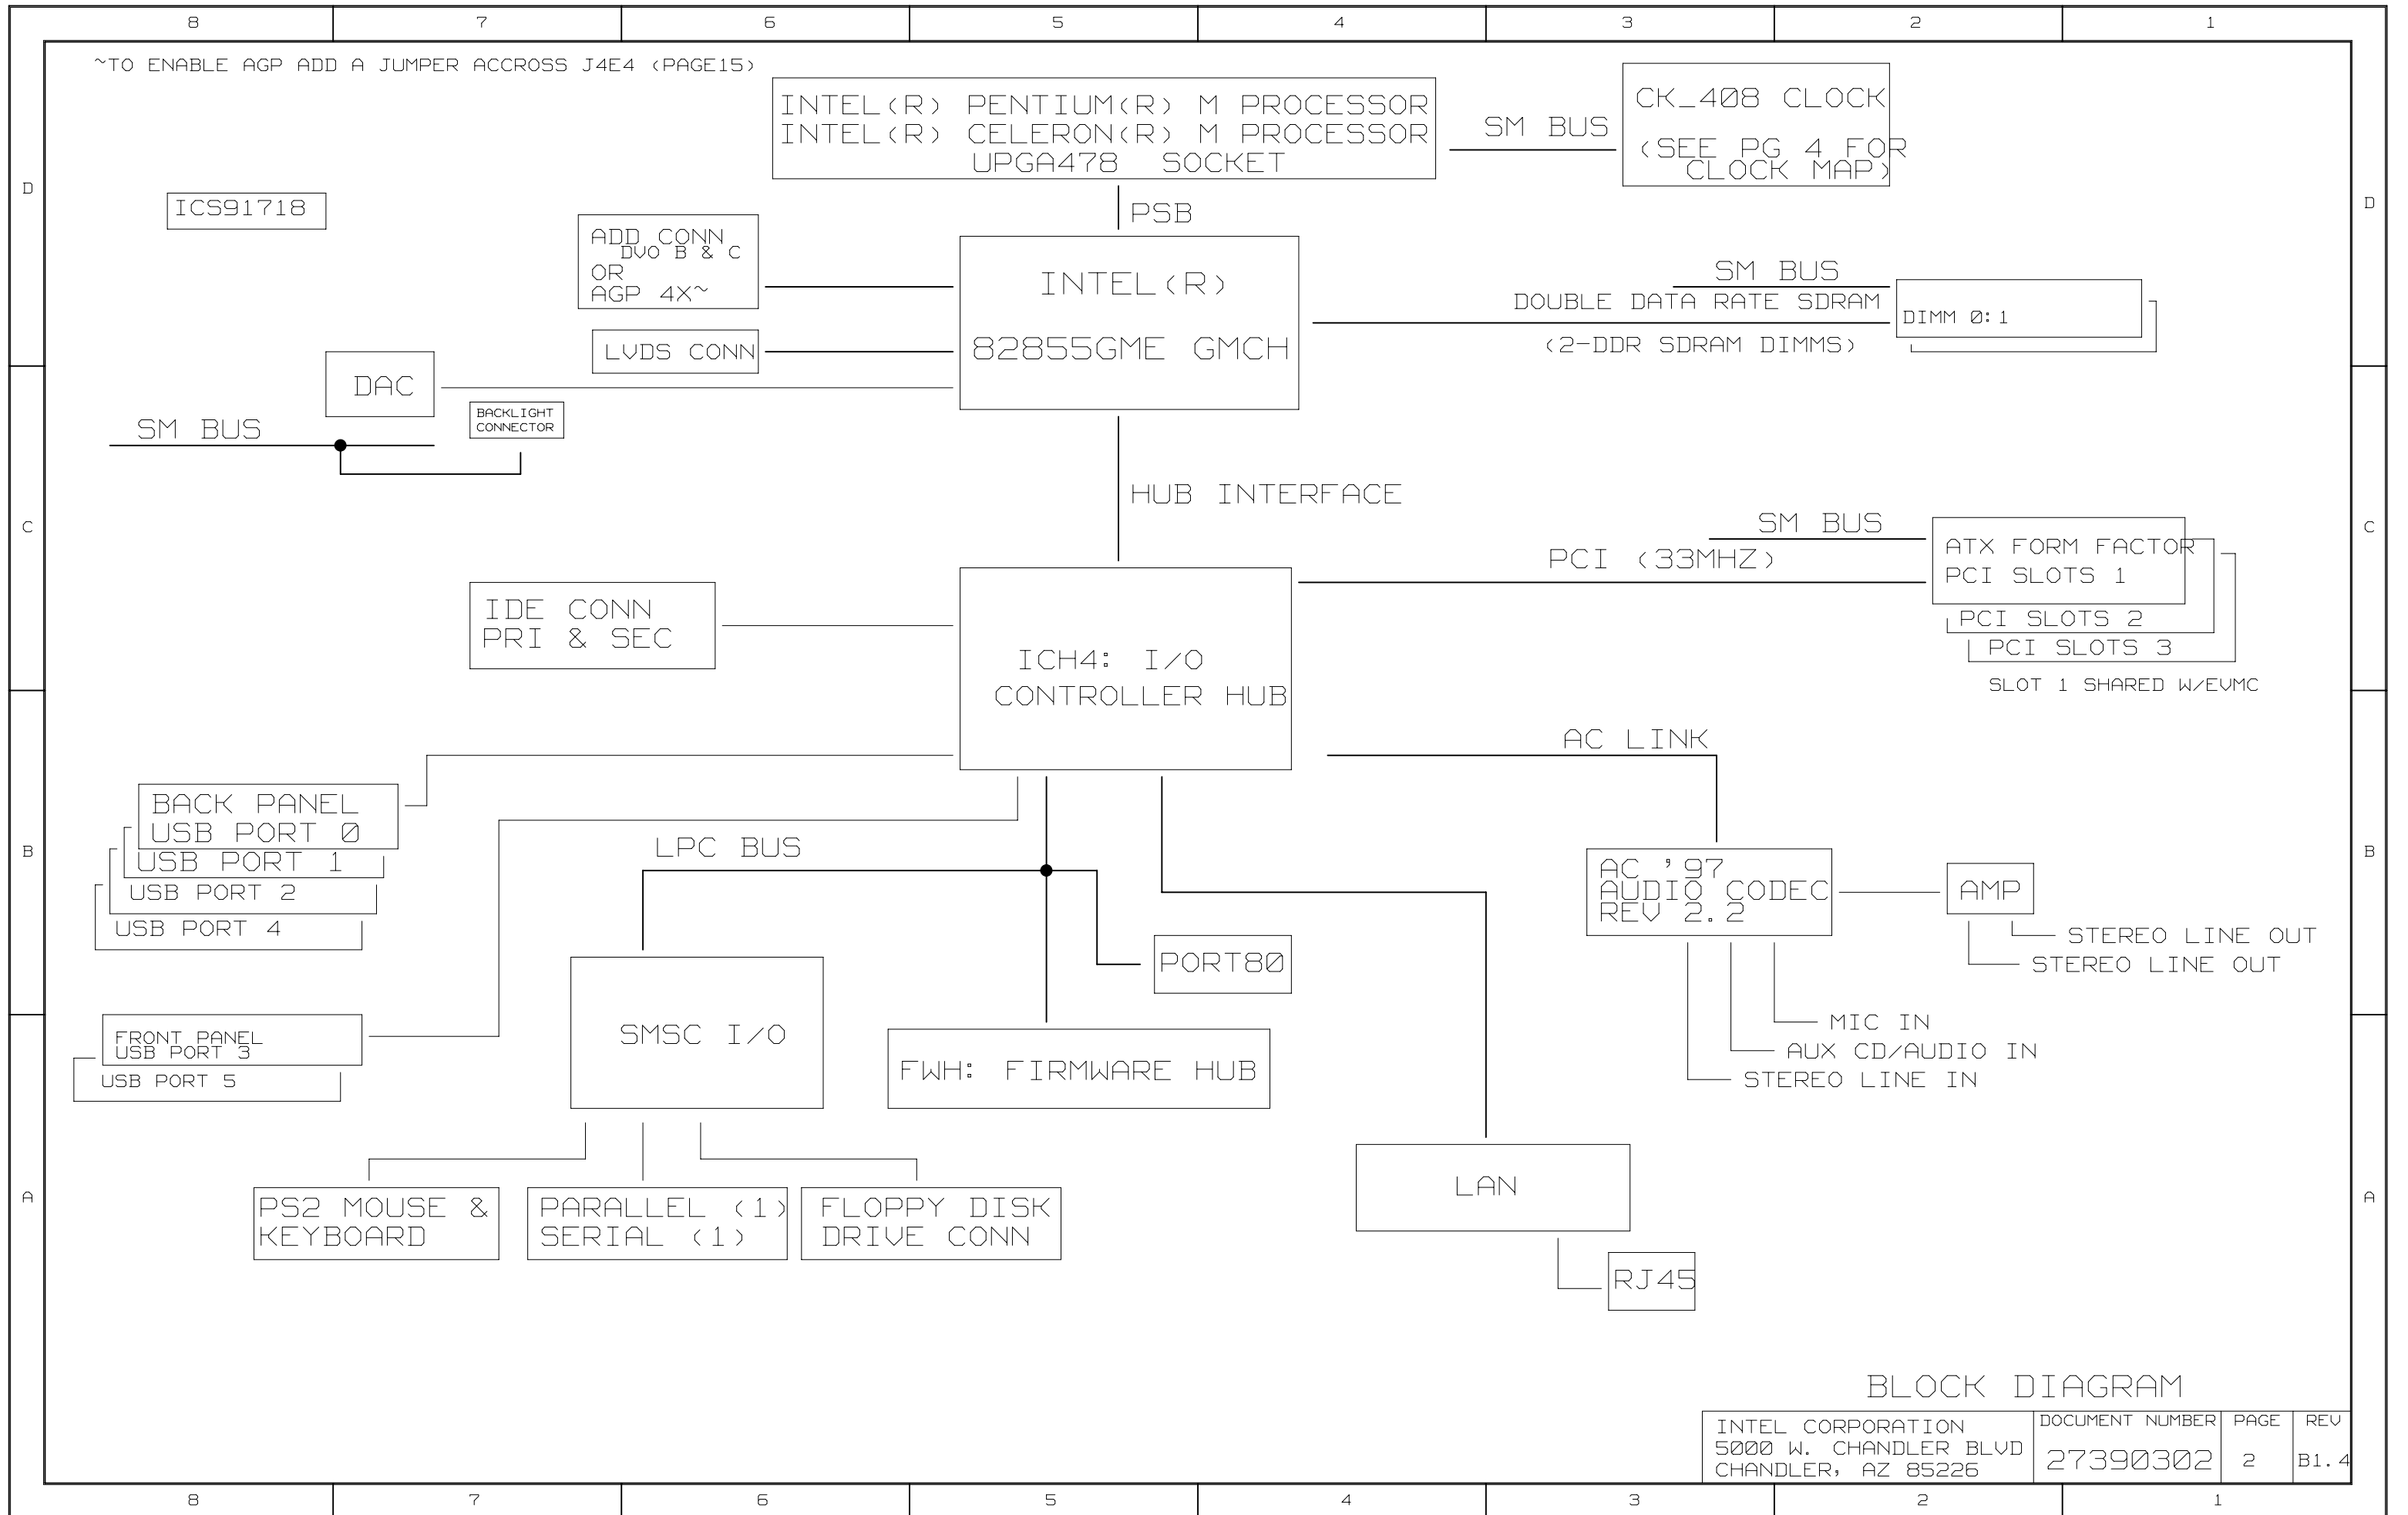 8 7 6 5 4 3 2 1
~TO ENABLE AGP ADD A JUMPER ACCROSS J4E4 (PAGE15)
INTEL(R) PENTIUM(R) M PROCESSOR
INTEL(R) CELERON(R) M PROCESSOR
UPGA478 SOCKET
SM BUS
CK_408 CLOCK
(SEE PG 4 FOR
CLOCK MAP)
D
D
ICS91718
PSB
ADD CONN
DVO B & C
OR
AGP 4X~
LVDS CONN
INTEL(R)
82855GME GMCH
SM BUS
DOUBLE DATA RATE SDRAM
(2-DDR SDRAM DIMMS)
DIMM 0:1
DAC
BACKLIGHT
CONNECTOR
SM BUS
HUB INTERFACE
C
C
SM BUS
PCI (33MHZ)
ATX FORM FACTOR
PCI SLOTS 1
PCI SLOTS 2
PCI SLOTS 3
SLOT 1 SHARED W/EVMC
IDE CONN
PRI & SEC
ICH4: I/O
CONTROLLER HUB
AC LINK
BACK PANEL
USB PORT 0
USB PORT 1
USB PORT 2
USB PORT 4
B
B
LPC BUS
AC '97
AUDIO CODEC
REV 2.2
AMP
STEREO LINE OUT
STEREO LINE OUT
PORT80
MIC IN
AUX CD/AUDIO IN
STEREO LINE IN
FRONT PANEL
USB PORT 3
USB PORT 5
SMSC I/O
FWH: FIRMWARE HUB
A
A
PS2 MOUSE &
KEYBOARD
PARALLEL (1)
SERIAL (1)
FLOPPY DISK
DRIVE CONN
LAN
RJ45
BLOCK DIAGRAM
INTEL CORPORATION
5000 W. CHANDLER BLVD
CHANDLER, AZ 85226
DOCUMENT NUMBER
27390302
PAGE
2
REV
B1.4
8 7 6 5 4 3 2 1